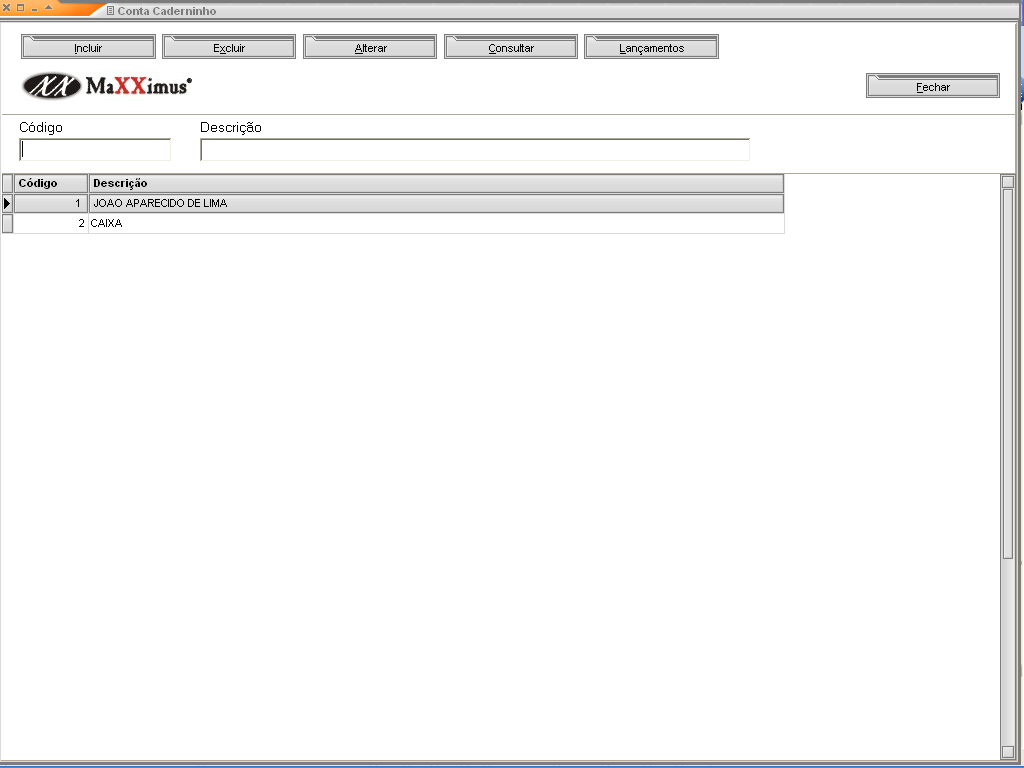 Conta Caderninho
Incluir Excluir Alterar Consultar Lançamentos
XX MaXXimus
Fechar
Código Descrição
Código Descrição
1 JOAO APARECIDO DE LIMA
2 CAIXA